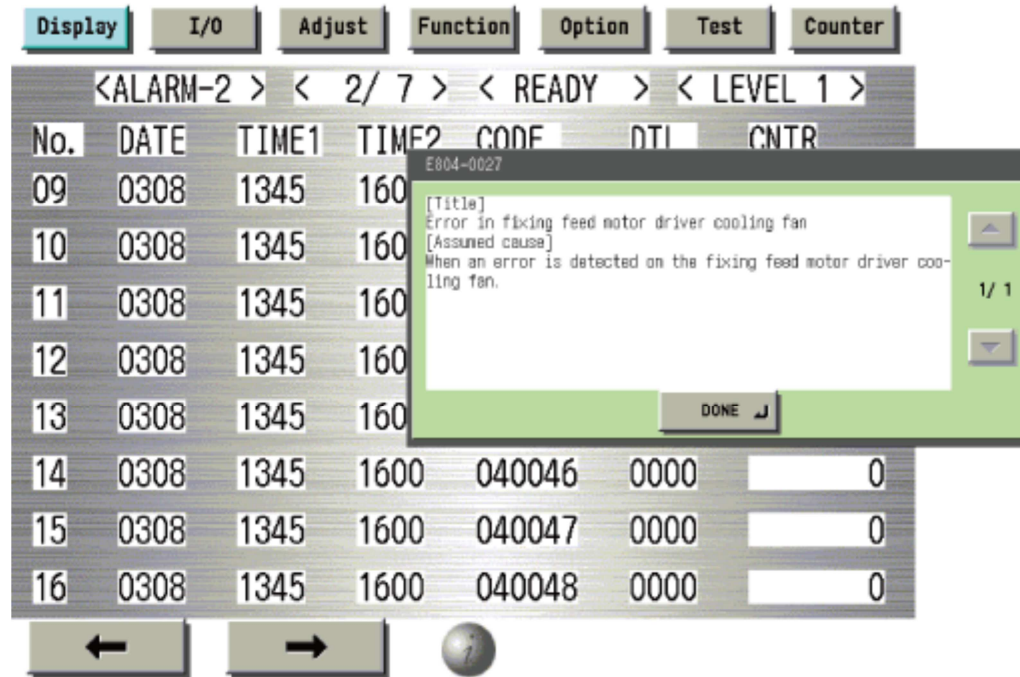 Display I/O Adjust Function Option Test Counter
<ALARM-2 > < 2/ 7 > < READY > < LEVEL 1 >
No. DATE TIME1 TIME2 CODE DTL CNTR
E804-0027
[Title]
Error in fixing feed motor driver cooling fan
[Assumed cause]
When an error is detected on the fixing feed motor driver coo-
ling fan.
1/ 1
DONE
09 0308 1345 160
10 0308 1345 160
11 0308 1345 160
12 0308 1345 160
13 0308 1345 160
14 0308 1345 1600 040046 0000 0
15 0308 1345 1600 040047 0000 0
16 0308 1345 1600 040048 0000 0
i